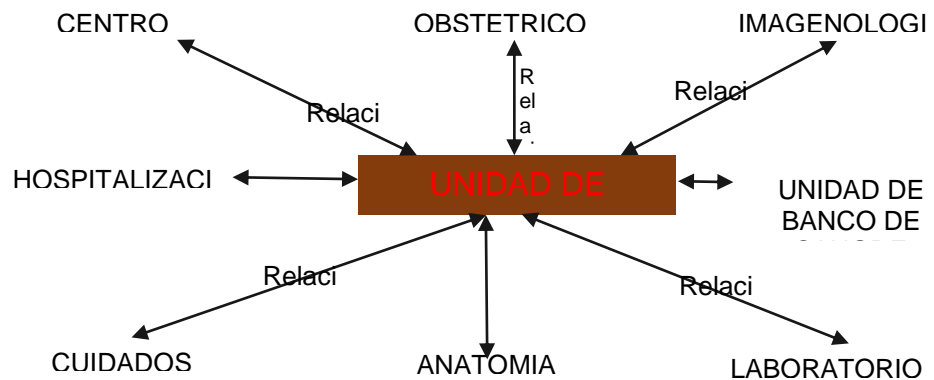 CENTRO
OBSTETRICO
IMAGENOLOGI
Relaci
R
el
a
Relaci
HOSPITALIZACI
UNIDAD DE
UNIDAD DE
BANCO DE
Relaci
Relaci
CUIDADOS
ANATOMIA
LABORATORIO